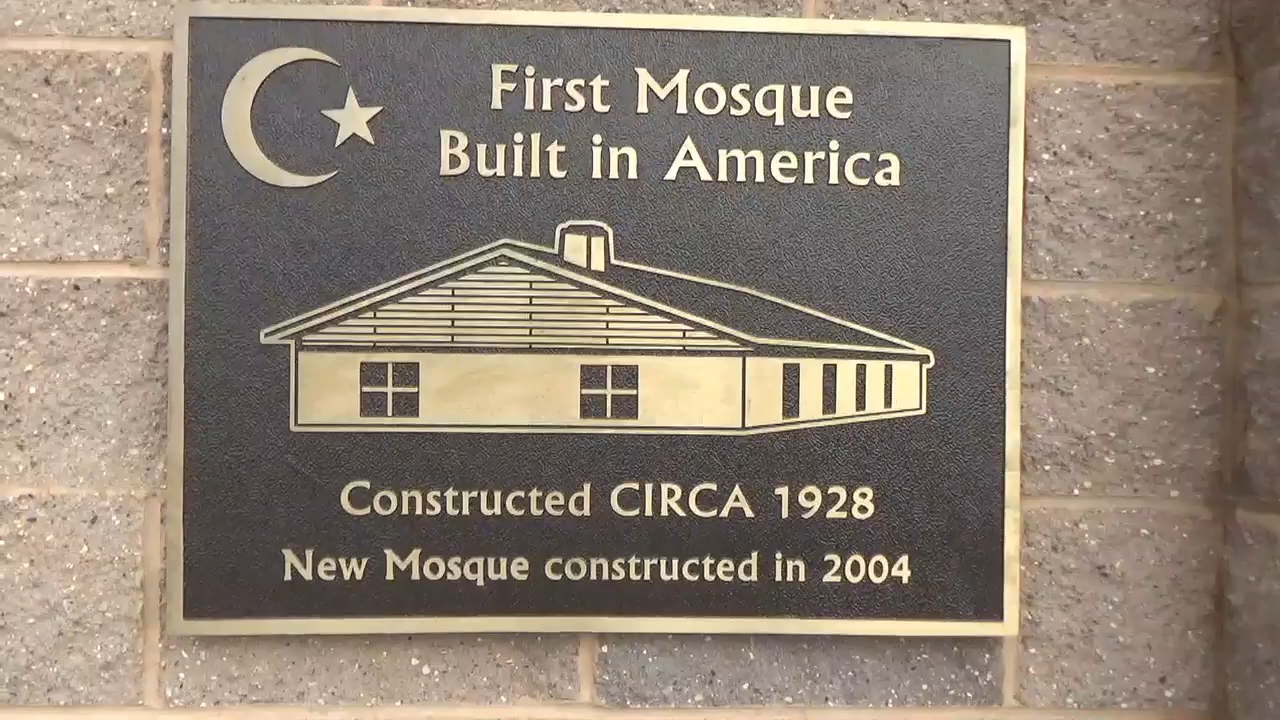 First Mosque
Built in America
Constructed CIRCA 1928
New Mosque constructed in 2004